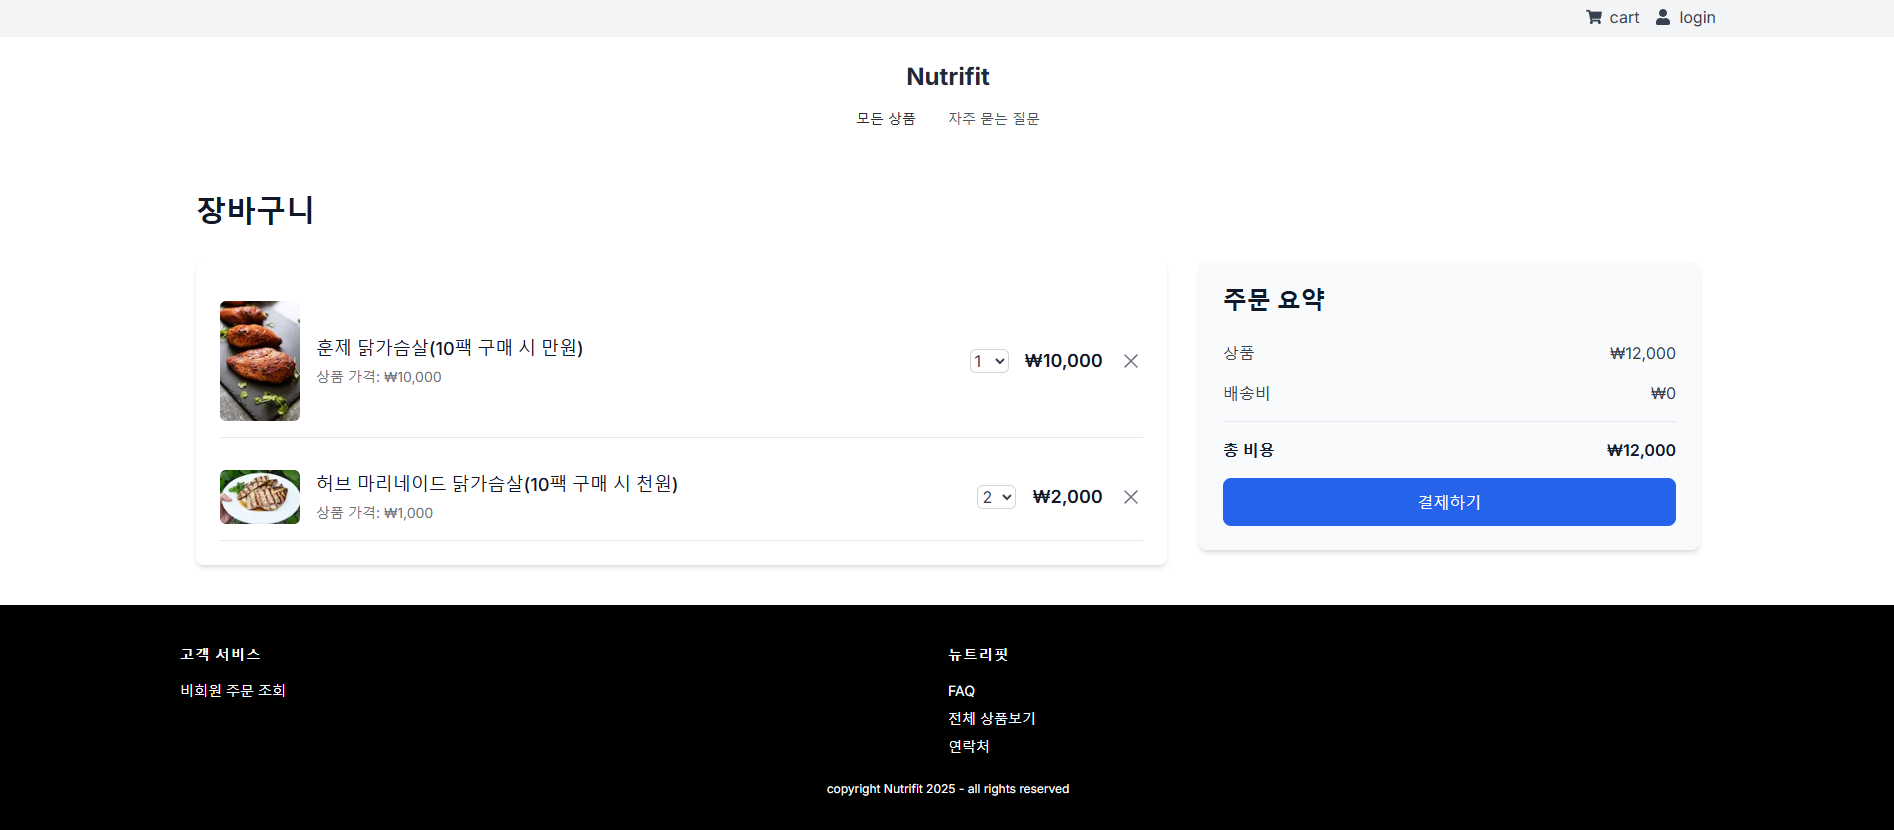 cart login
Nutrifit
모든 상품 자주 묻는 질문
장바구니
훈제 닭가슴살(10팩 구매 시 만원)
상품 가격: ₩10,000
1 ₩10,000
허브 마리네이드 닭가슴살(10팩 구매 시 천원)
상품 가격: ₩1,000
2 ₩2,000
주문 요약
상품 ₩12,000
배송비 ₩0
총 비용 ₩12,000
결제하기
고객 서비스
비회원 주문 조회
뉴트리핏
FAQ
전체 상품보기
연락처
copyright Nutrifit 2025 - all rights reserved